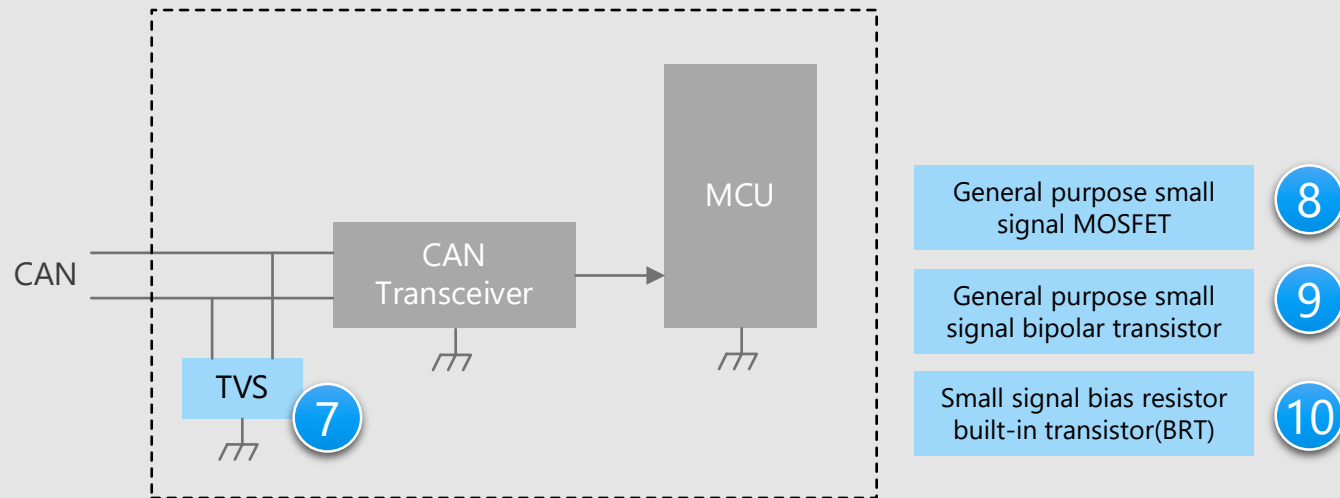 MCU
CAN
CAN
Transceiver
TVS
7
General purpose small
signal MOSFET
8
General purpose small
signal bipolar transistor
9
Small signal bias resistor
built-in transistor(BRT)
10